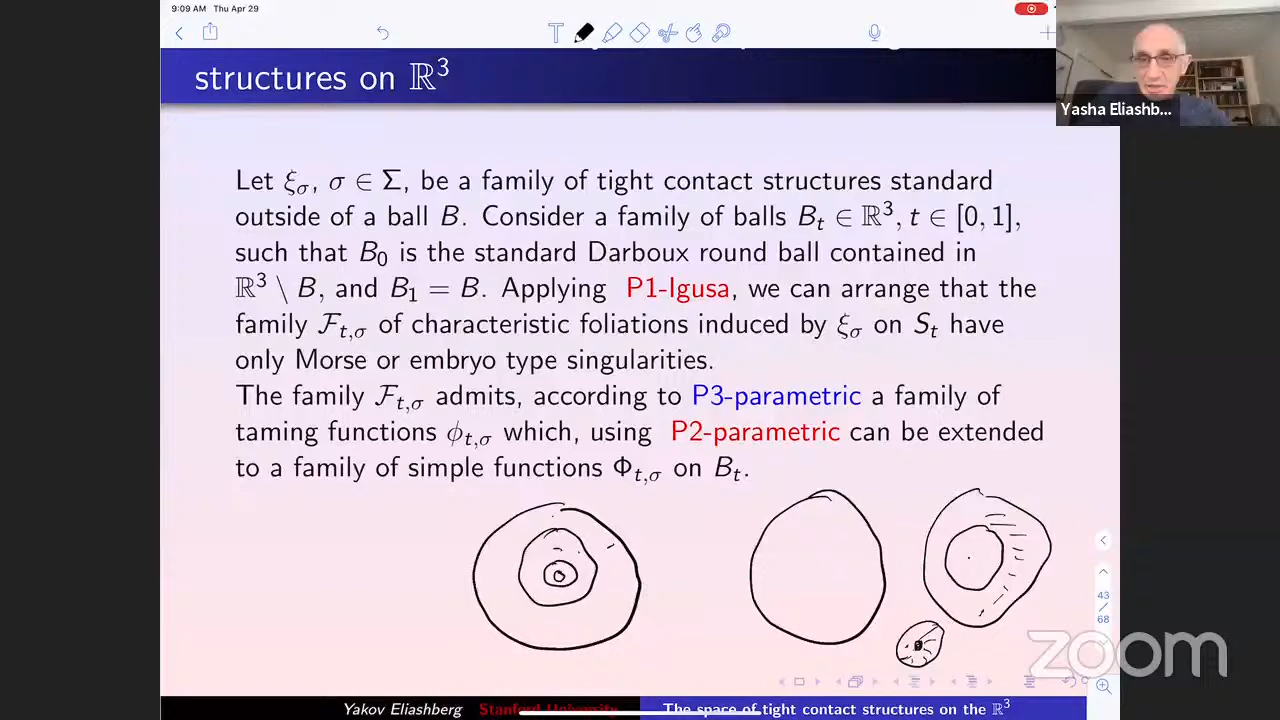 9:09 AM Thu Apr 29
structures on ℝ³
Yasha Eliashb...
Let ξ_σ, σ ∈ Σ, be a family of tight contact structures standard
outside of a ball B. Consider a family of balls B_t ∈ ℝ³, t ∈ [0, 1],
such that B₀ is the standard Darboux round ball contained in
ℝ³ \ B, and B₁ = B. Applying P1-Igusa, we can arrange that the
family ℱ_{t,σ} of characteristic foliations induced by ξ_σ on S_t have
only Morse or embryo type singularities.
The family ℱ_{t,σ} admits, according to P3-parametric a family of
taming functions ϕ_{t,σ} which, using P2-parametric can be extended
to a family of simple functions Φ_{t,σ} on B_t.
43
/
68
zoom
Yakov Eliashberg Stanford University The space of tight contact structures on the ℝ³